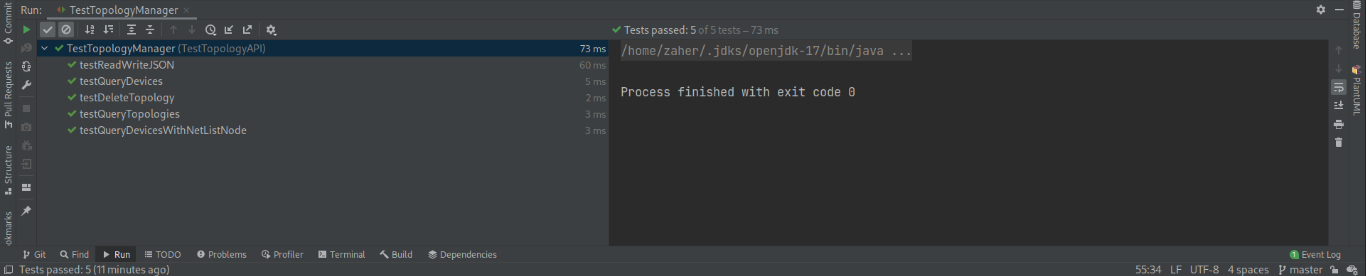 Run: TestTopologyManager ×
Tests passed: 5 of 5 tests – 73 ms
TestTopologyManager (TestTopologyAPI) 73 ms
testReadWriteJSON 60 ms
testQueryDevices 5 ms
testDeleteTopology 2 ms
testQueryTopologies 3 ms
testQueryDevicesWithNetListNode 3 ms
/home/zaher/.jdks/openjdk-17/bin/java ...
Process finished with exit code 0
Commit
Pull Requests
Structure
okmarks
Database
PlantUML
Git Find Run TODO Problems Profiler Terminal Build Dependencies 1 Event Log
Tests passed: 5 (11 minutes ago) 55:34 LF UTF-8 4 spaces master